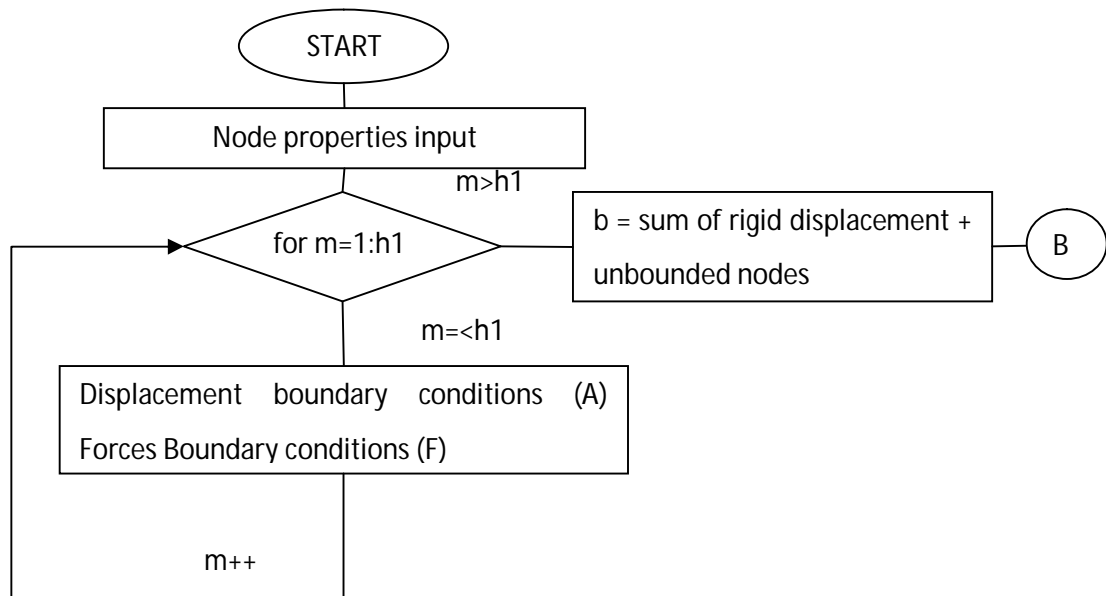 START
Node properties input
m>h1
for m=1:h1
b = sum of rigid displacement +
unbounded nodes
B
m=<h1
Displacement boundary conditions (A)
Forces Boundary conditions (F)
m++